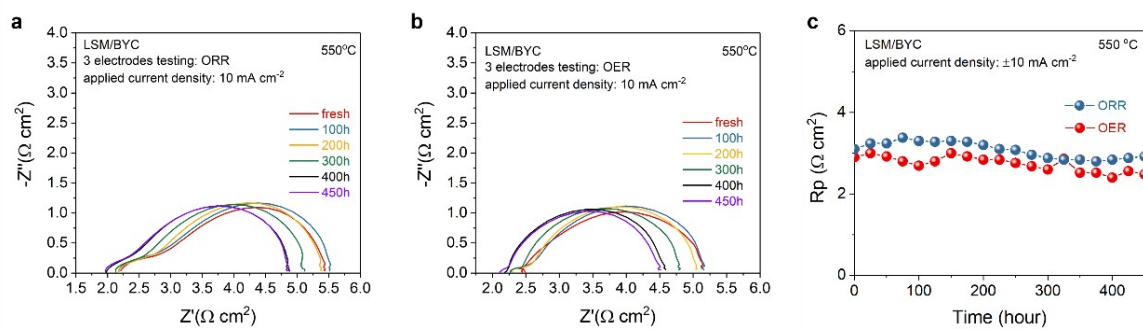 a
LSM/BYC
550°C
3 electrodes testing: ORR
applied current density: 10 mA cm⁻²
fresh
100h
200h
300h
400h
450h
-Z''(Ω cm²)
4.0
3.5
3.0
2.5
2.0
1.5
1.0
0.5
0.0
1.5 2.0 2.5 3.0 3.5 4.0 4.5 5.0 5.5 6.0
Z'(Ω cm²)
b
LSM/BYC
550°C
3 electrodes testing: OER
applied current density: 10 mA cm⁻²
fresh
100h
200h
300h
400h
450h
-Z''(Ω cm²)
4.0
3.5
3.0
2.5
2.0
1.5
1.0
0.5
0.0
2.0 2.5 3.0 3.5 4.0 4.5 5.0 5.5 6.0
Z'(Ω cm²)
c
LSM/BYC
550 °C
applied current density: ±10 mA cm⁻²
ORR
OER
Rp (Ω cm²)
6
4
2
0
0 100 200 300 400
Time (hour)